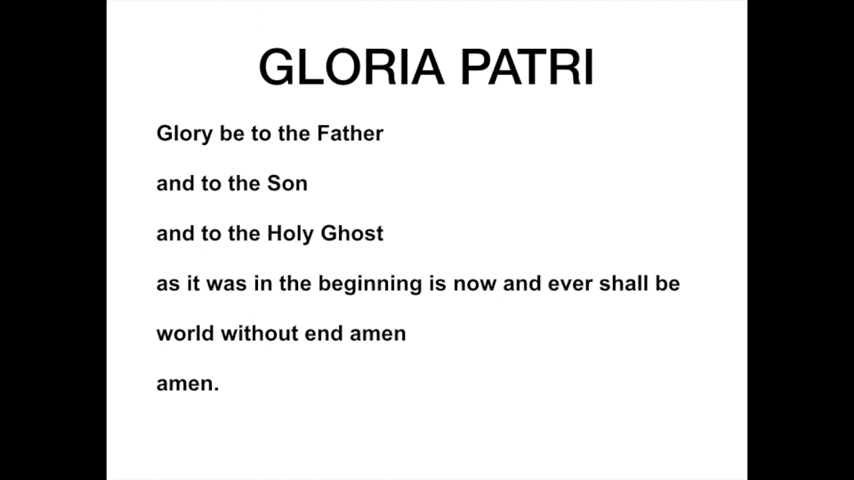 GLORIA PATRI
Glory be to the Father
and to the Son
and to the Holy Ghost
as it was in the beginning is now and ever shall be
world without end amen
amen.